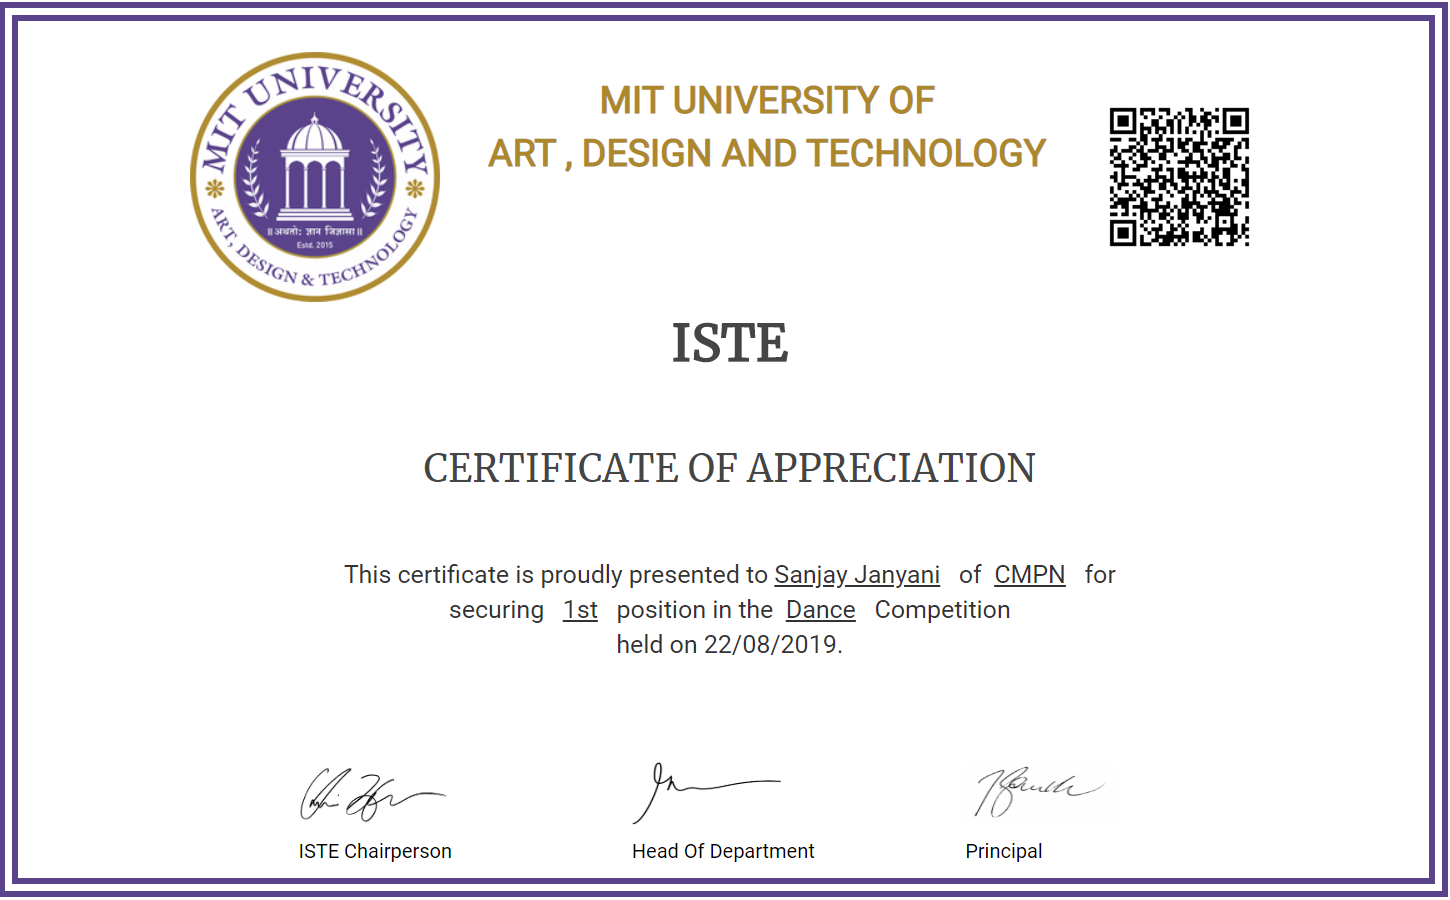 MIT UNIVERSITY
॥ अथतो: ज्ञान जिज्ञासा ॥
Estd. 2015
ART, DESIGN & TECHNOLOGY
MIT UNIVERSITY OF
ART , DESIGN AND TECHNOLOGY
ISTE
CERTIFICATE OF APPRECIATION
This certificate is proudly presented to Sanjay Janyani of CMPN for
securing 1st position in the Dance Competition
held on 22/08/2019.
ISTE Chairperson
Head Of Department
Principal